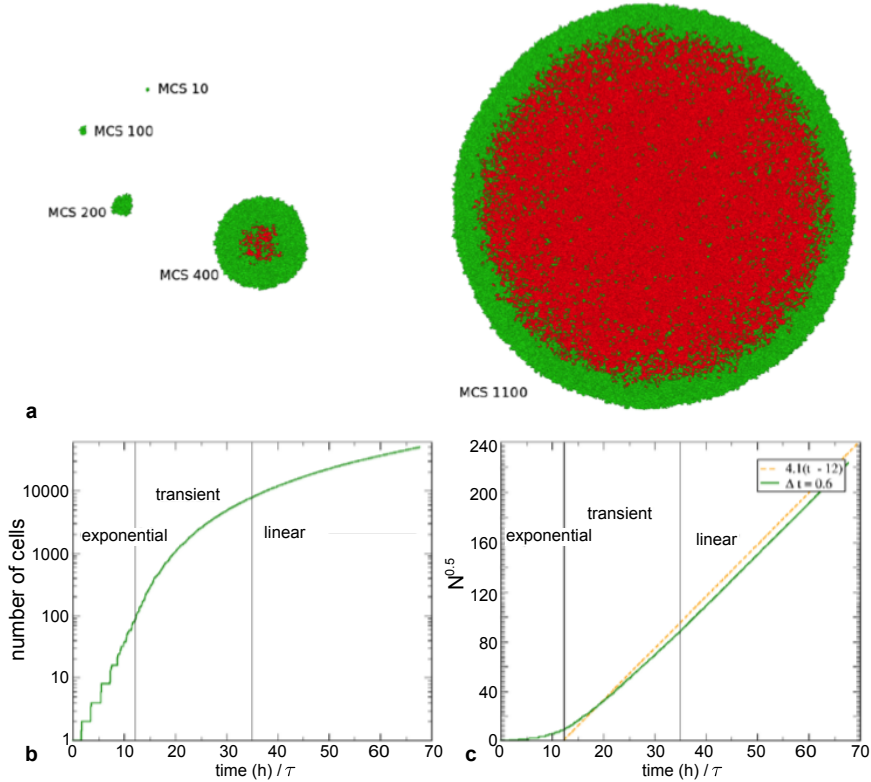 MCS 10
MCS 100
MCS 200
MCS 400
MCS 1100
a
10000
1000
100
10
1
number of cells
exponential
transient
linear
0 10 20 30 40 50 60 70
time (h) / τ
b
240
200
160
120
80
40
0
N^0.5
exponential
transient
linear
4.1(t - 12)
Δ t = 0.6
0 10 20 30 40 50 60 70
time (h) / τ
c